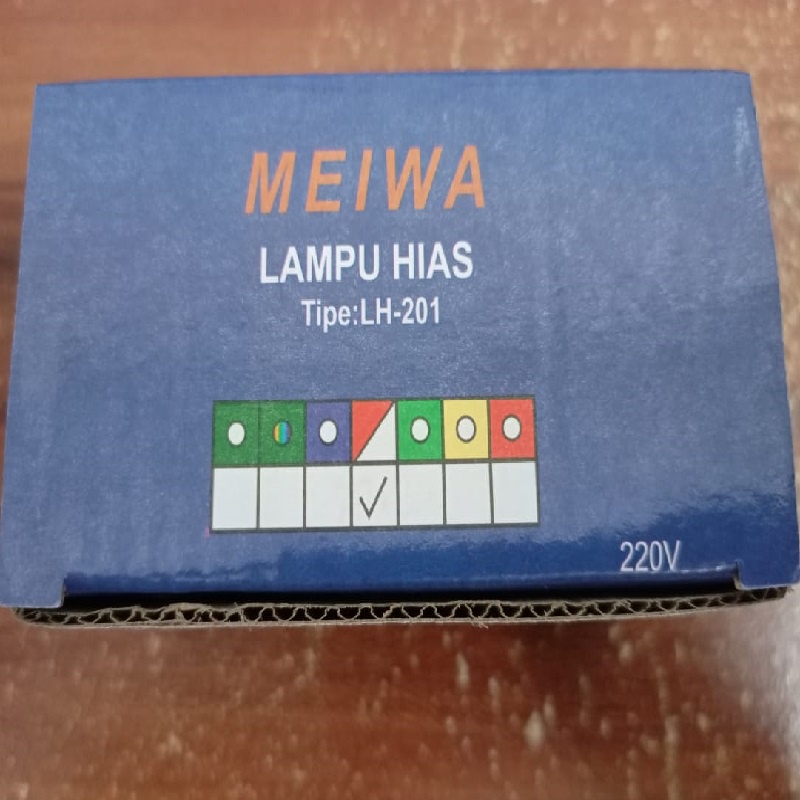 MEIWA
LAMPU HIAS
Tipe:LH-201
220V